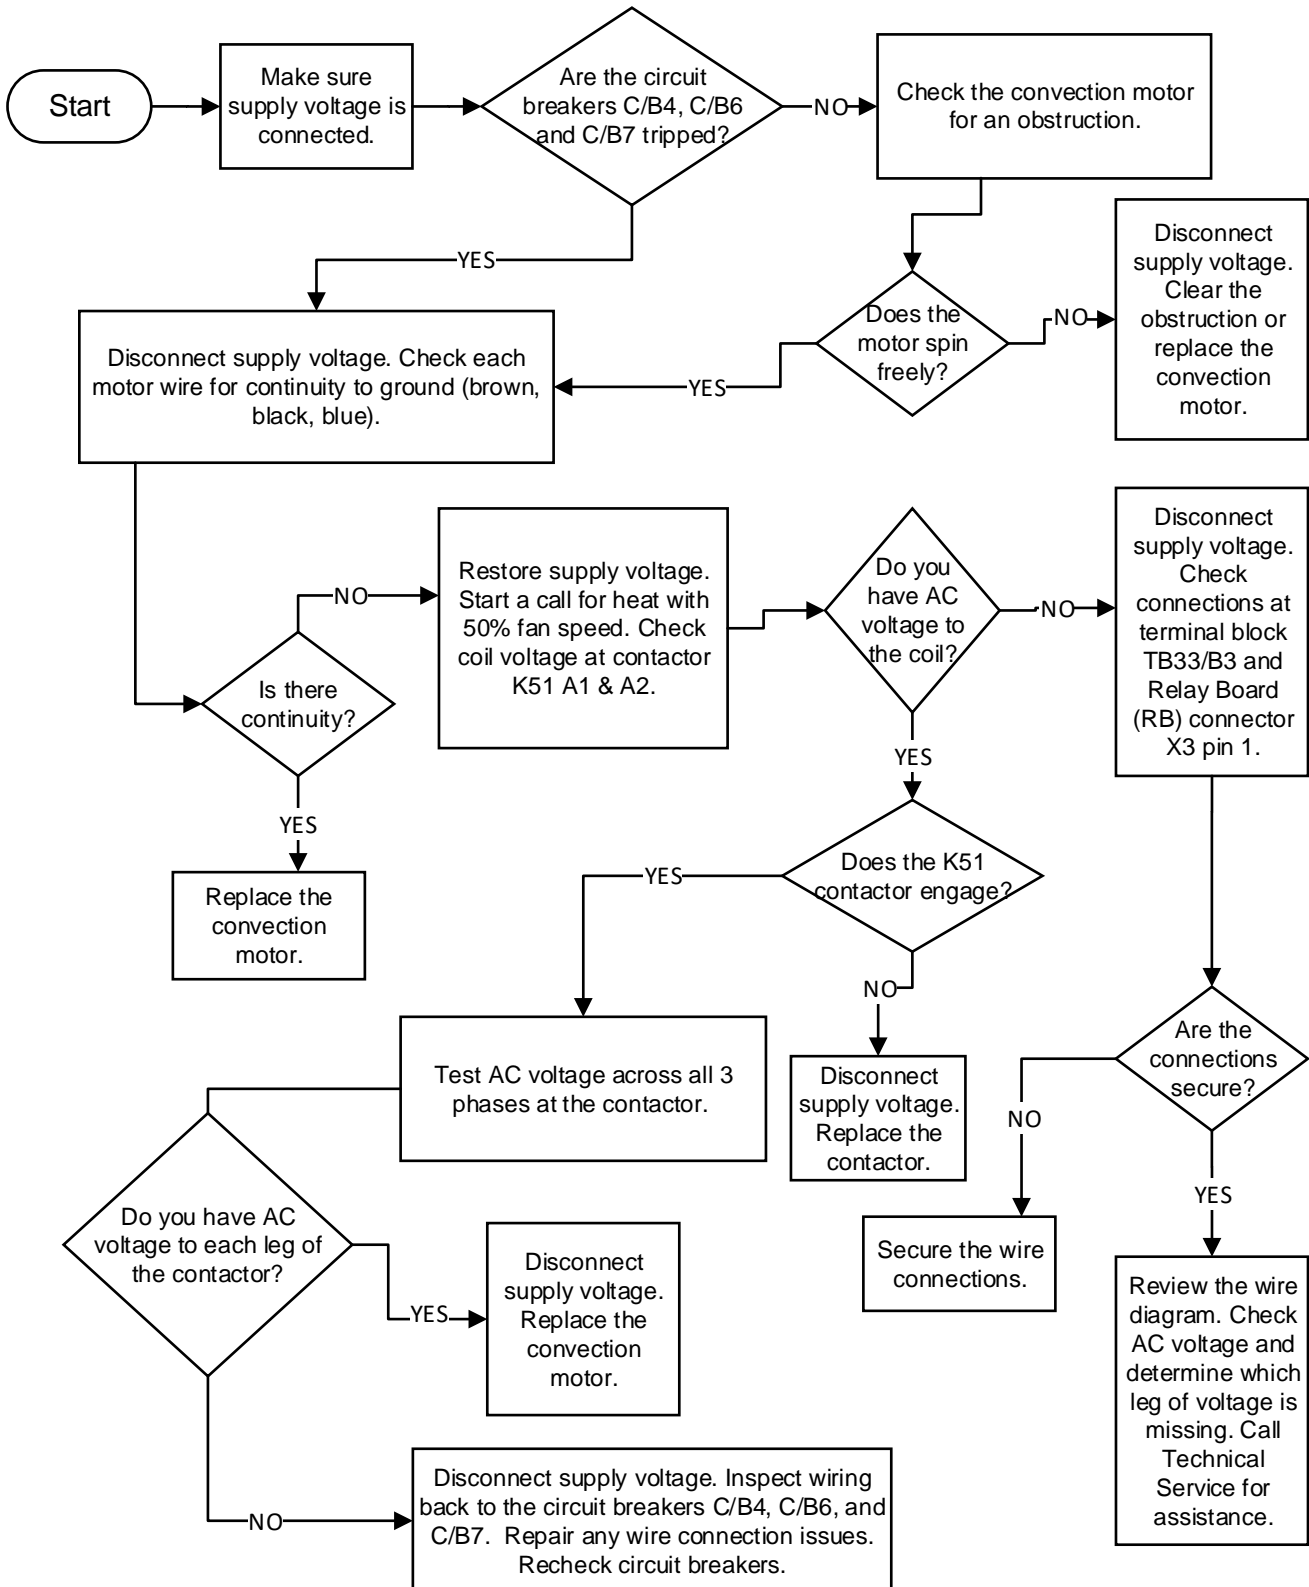 Start
Make sure
supply voltage is
connected.
Are the circuit
breakers C/B4, C/B6
and C/B7 tripped?
NO
Check the convection motor
for an obstruction.
YES
Disconnect supply voltage. Check each
motor wire for continuity to ground (brown,
black, blue).
Does the
motor spin
freely?
YES
NO
Disconnect
supply voltage.
Clear the
obstruction or
replace the
convection
motor.
Is there
continuity?
NO
YES
Replace the
convection
motor.
Restore supply voltage.
Start a call for heat with
50% fan speed. Check
coil voltage at contactor
K51 A1 & A2.
Do you
have AC
voltage to
the coil?
NO
YES
Disconnect
supply voltage.
Check
connections at
terminal block
TB33/B3 and
Relay Board
(RB) connector
X3 pin 1.
Does the K51
contactor engage?
YES
NO
Disconnect
supply voltage.
Replace the
contactor.
Are the
connections
secure?
NO
YES
Secure the wire
connections.
Review the wire
diagram. Check
AC voltage and
determine which
leg of voltage is
missing. Call
Technical
Service for
assistance.
Test AC voltage across all 3
phases at the contactor.
Do you have AC
voltage to each leg of
the contactor?
YES
Disconnect
supply voltage.
Replace the
convection
motor.
NO
Disconnect supply voltage. Inspect wiring
back to the circuit breakers C/B4, C/B6, and
C/B7.  Repair any wire connection issues.
Recheck circuit breakers.